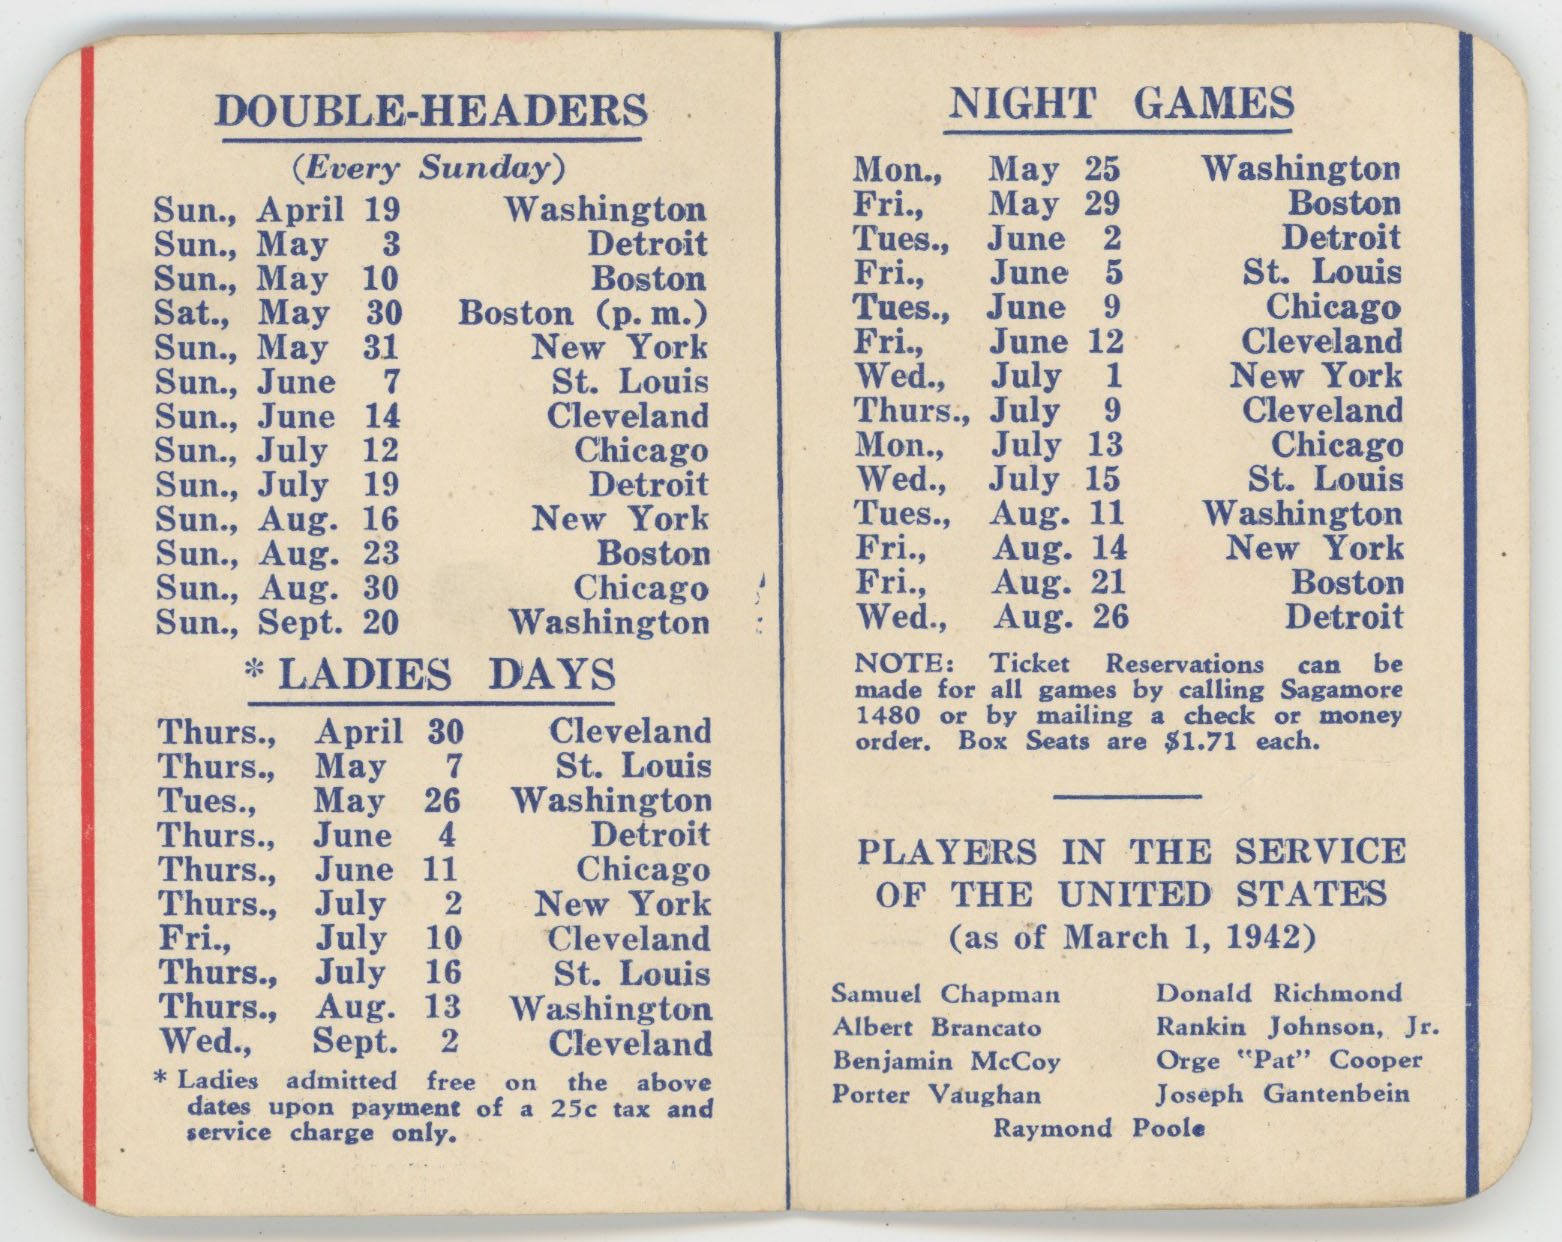 DOUBLE-HEADERS
(Every Sunday)
Sun., April 19 Washington
Sun., May 3 Detroit
Sun., May 10 Boston
Sat., May 30 Boston (p. m.)
Sun., May 31 New York
Sun., June 7 St. Louis
Sun., June 14 Cleveland
Sun., July 12 Chicago
Sun., July 19 Detroit
Sun., Aug. 16 New York
Sun., Aug. 23 Boston
Sun., Aug. 30 Chicago
Sun., Sept. 20 Washington
* LADIES DAYS
Thurs., April 30 Cleveland
Thurs., May 7 St. Louis
Tues., May 26 Washington
Thurs., June 4 Detroit
Thurs., June 11 Chicago
Thurs., July 2 New York
Fri., July 10 Cleveland
Thurs., July 16 St. Louis
Thurs., Aug. 13 Washington
Wed., Sept. 2 Cleveland
* Ladies admitted free on the above
dates upon payment of a 25c tax and
service charge only.
NIGHT GAMES
Mon., May 25 Washington
Fri., May 29 Boston
Tues., June 2 Detroit
Fri., June 5 St. Louis
Tues., June 9 Chicago
Fri., June 12 Cleveland
Wed., July 1 New York
Thurs., July 9 Cleveland
Mon., July 13 Chicago
Wed., July 15 St. Louis
Tues., Aug. 11 Washington
Fri., Aug. 14 New York
Fri., Aug. 21 Boston
Wed., Aug. 26 Detroit
NOTE: Ticket Reservations can be
made for all games by calling Sagamore
1480 or by mailing a check or money
order. Box Seats are $1.71 each.
PLAYERS IN THE SERVICE
OF THE UNITED STATES
(as of March 1, 1942)
Samuel Chapman Donald Richmond
Albert Brancato Rankin Johnson, Jr.
Benjamin McCoy Orge "Pat" Cooper
Porter Vaughan Joseph Gantenbein
Raymond Poole